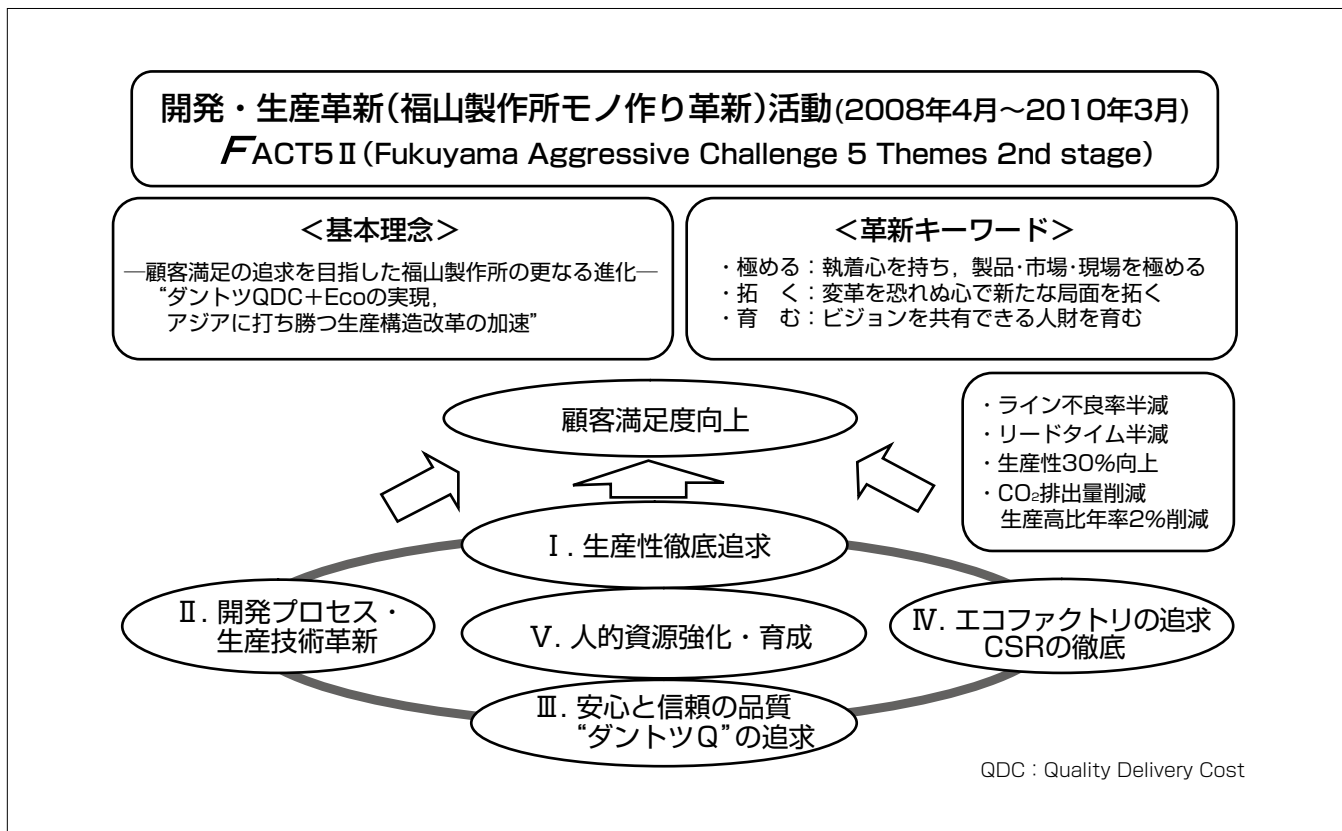 開発・生産革新(福山製作所モノ作り革新)活動(2008年4月～2010年3月)
FACT5Ⅱ(Fukuyama Aggressive Challenge 5 Themes 2nd stage)
＜基本理念＞
―顧客満足の追求を目指した福山製作所の更なる進化―
“ダントツQDC＋Ecoの実現，
アジアに打ち勝つ生産構造改革の加速”
＜革新キーワード＞
・極める：執着心を持ち，製品・市場・現場を極める
・拓　く：変革を恐れぬ心で新たな局面を拓く
・育　む：ビジョンを共有できる人財を育む
・ライン不良率半減
・リードタイム半減
・生産性30%向上
・CO₂排出量削減
生産高比年率2%削減
顧客満足度向上
Ⅰ. 生産性徹底追求
Ⅱ. 開発プロセス・
生産技術革新
Ⅴ. 人的資源強化・育成
Ⅳ. エコファクトリの追求
CSRの徹底
Ⅲ. 安心と信頼の品質
“ダントツQ”の追求
QDC：Quality Delivery Cost